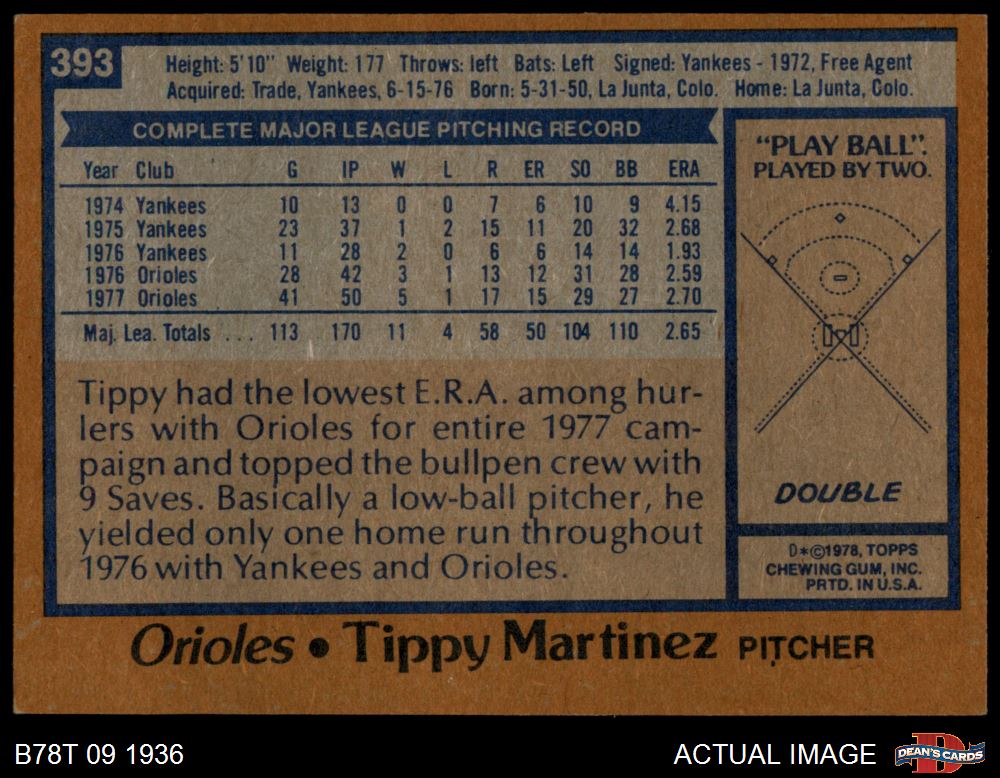 393
Height: 5'10" Weight: 177 Throws: left Bats: Left Signed: Yankees - 1972, Free Agent
Acquired: Trade, Yankees, 6-15-76 Born: 5-31-50, La Junta, Colo. Home: La Junta, Colo.
COMPLETE MAJOR LEAGUE PITCHING RECORD
Year Club G IP W L R ER SO BB ERA
1974 Yankees 10 13 0 0 7 6 10 9 4.15
1975 Yankees 23 37 1 2 15 11 20 32 2.68
1976 Yankees 11 28 2 0 6 6 14 14 1.93
1976 Orioles 28 42 3 1 13 12 31 28 2.59
1977 Orioles 41 50 5 1 17 15 29 27 2.70
Maj. Lea. Totals . . . 113 170 11 4 58 50 104 110 2.65
Tippy had the lowest E.R.A. among hur-
lers with Orioles for entire 1977 cam-
paign and topped the bullpen crew with
9 Saves. Basically a low-ball pitcher, he
yielded only one home run throughout
1976 with Yankees and Orioles.
"PLAY BALL":
PLAYED BY TWO.
DOUBLE
D*©1978, TOPPS
CHEWING GUM, INC.
PRTD. IN U.S.A.
Orioles • Tippy Martinez PITCHER
B78T 09 1936
ACTUAL IMAGE
DEAN'S CARDS